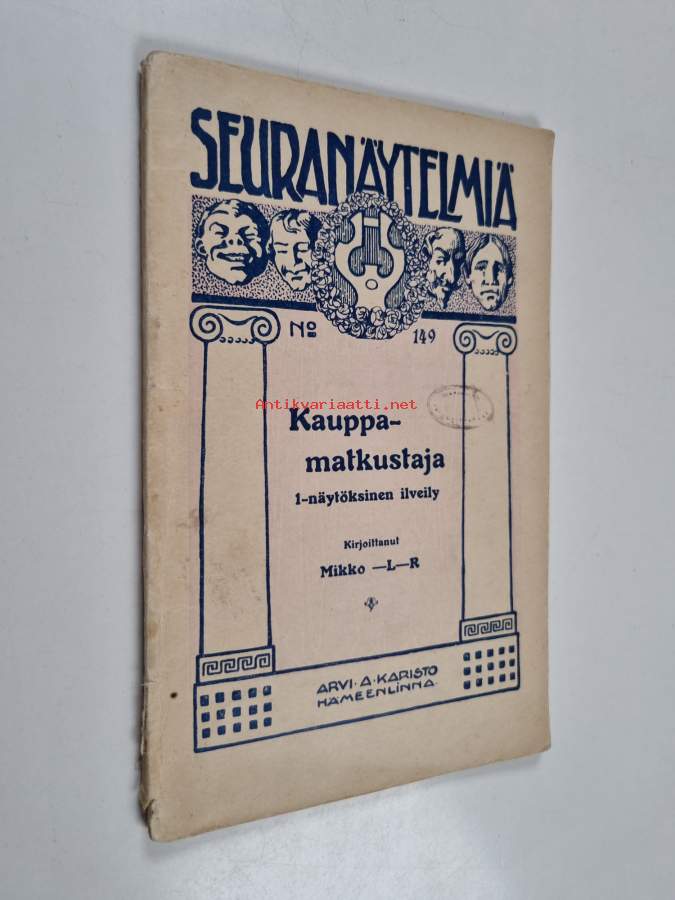 SEURANÄYTELMIÄ
No 149
Antikvariaatti.net
Kauppa-
matkustaja
1-näytöksinen ilveily
Kirjoittanut
Mikko —L—R
ARVI·A·KARISTO
HÄMEENLINNA·